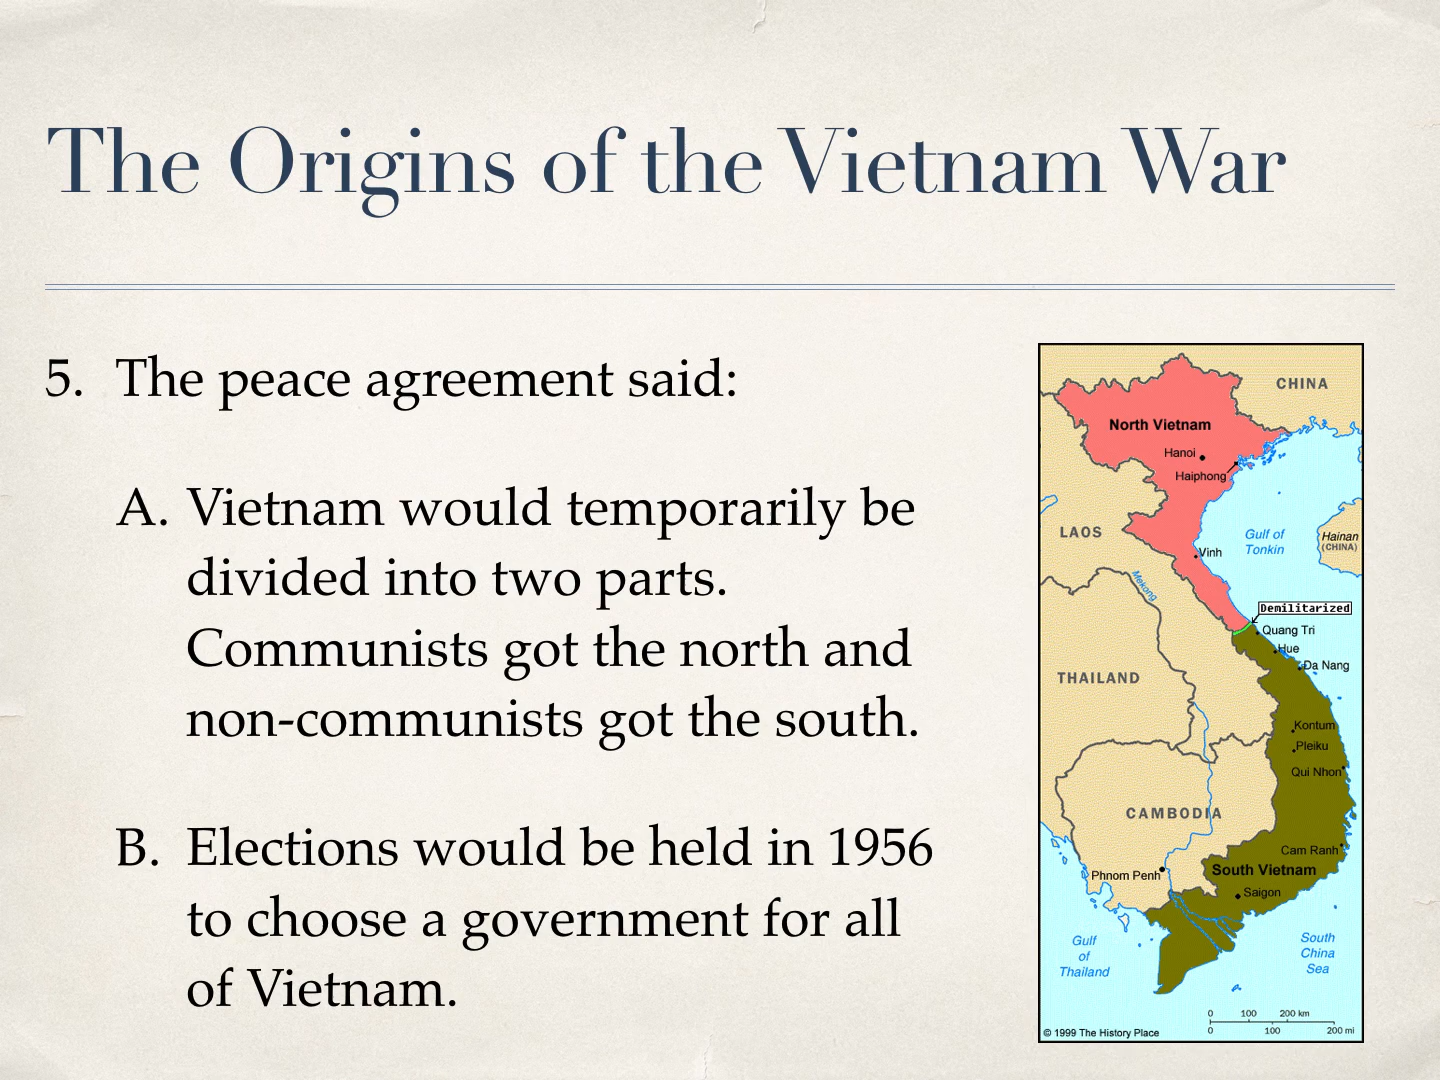 The Origins of the Vietnam War
5. The peace agreement said:
A. Vietnam would temporarily be
divided into two parts.
Communists got the north and
non-communists got the south.
B. Elections would be held in 1956
to choose a government for all
of Vietnam.
CHINA
North Vietnam
Hanoi
Haiphong
LAOS
Gulf of
Tonkin
Hainan
(CHINA)
Vinh
Mekong
Demilitarized
Quang Tri
Hue
Da Nang
THAILAND
Kontum
Pleiku
Qui Nhon
CAMBODIA
Cam Ranh
South Vietnam
Phnom Penh
Saigon
Gulf
of
Thailand
South
China
Sea
0 100 200 km
0 100 200 mi
© 1999 The History Place